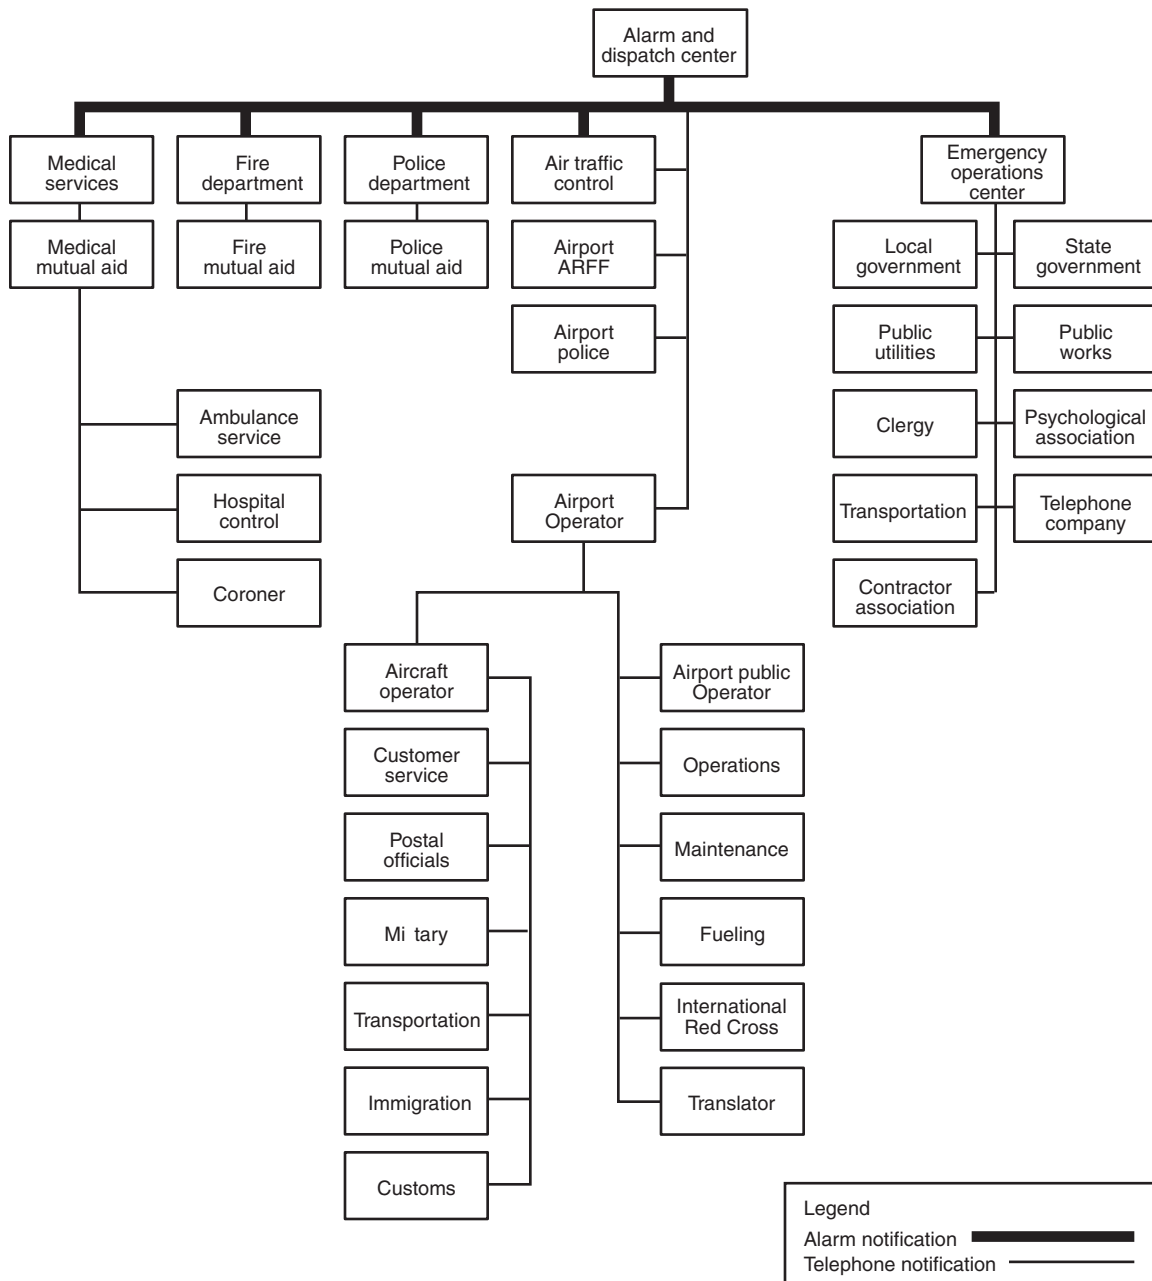 Alarm and
dispatch center
Medical
services
Fire
department
Police
department
Air traffic
control
Emergency
operations
center
Medical
mutual aid
Fire
mutual aid
Police
mutual aid
Airport
ARFF
Local
government
State
government
Airport
police
Public
utilities
Public
works
Ambulance
service
Clergy
Psychological
association
Hospital
control
Airport
Operator
Transportation
Telephone
company
Coroner
Contractor
association
Aircraft
operator
Airport public
Operator
Customer
service
Operations
Postal
officials
Maintenance
Mi tary
Fueling
Transportation
International
Red Cross
Immigration
Translator
Customs
Legend
Alarm notification
Telephone notification